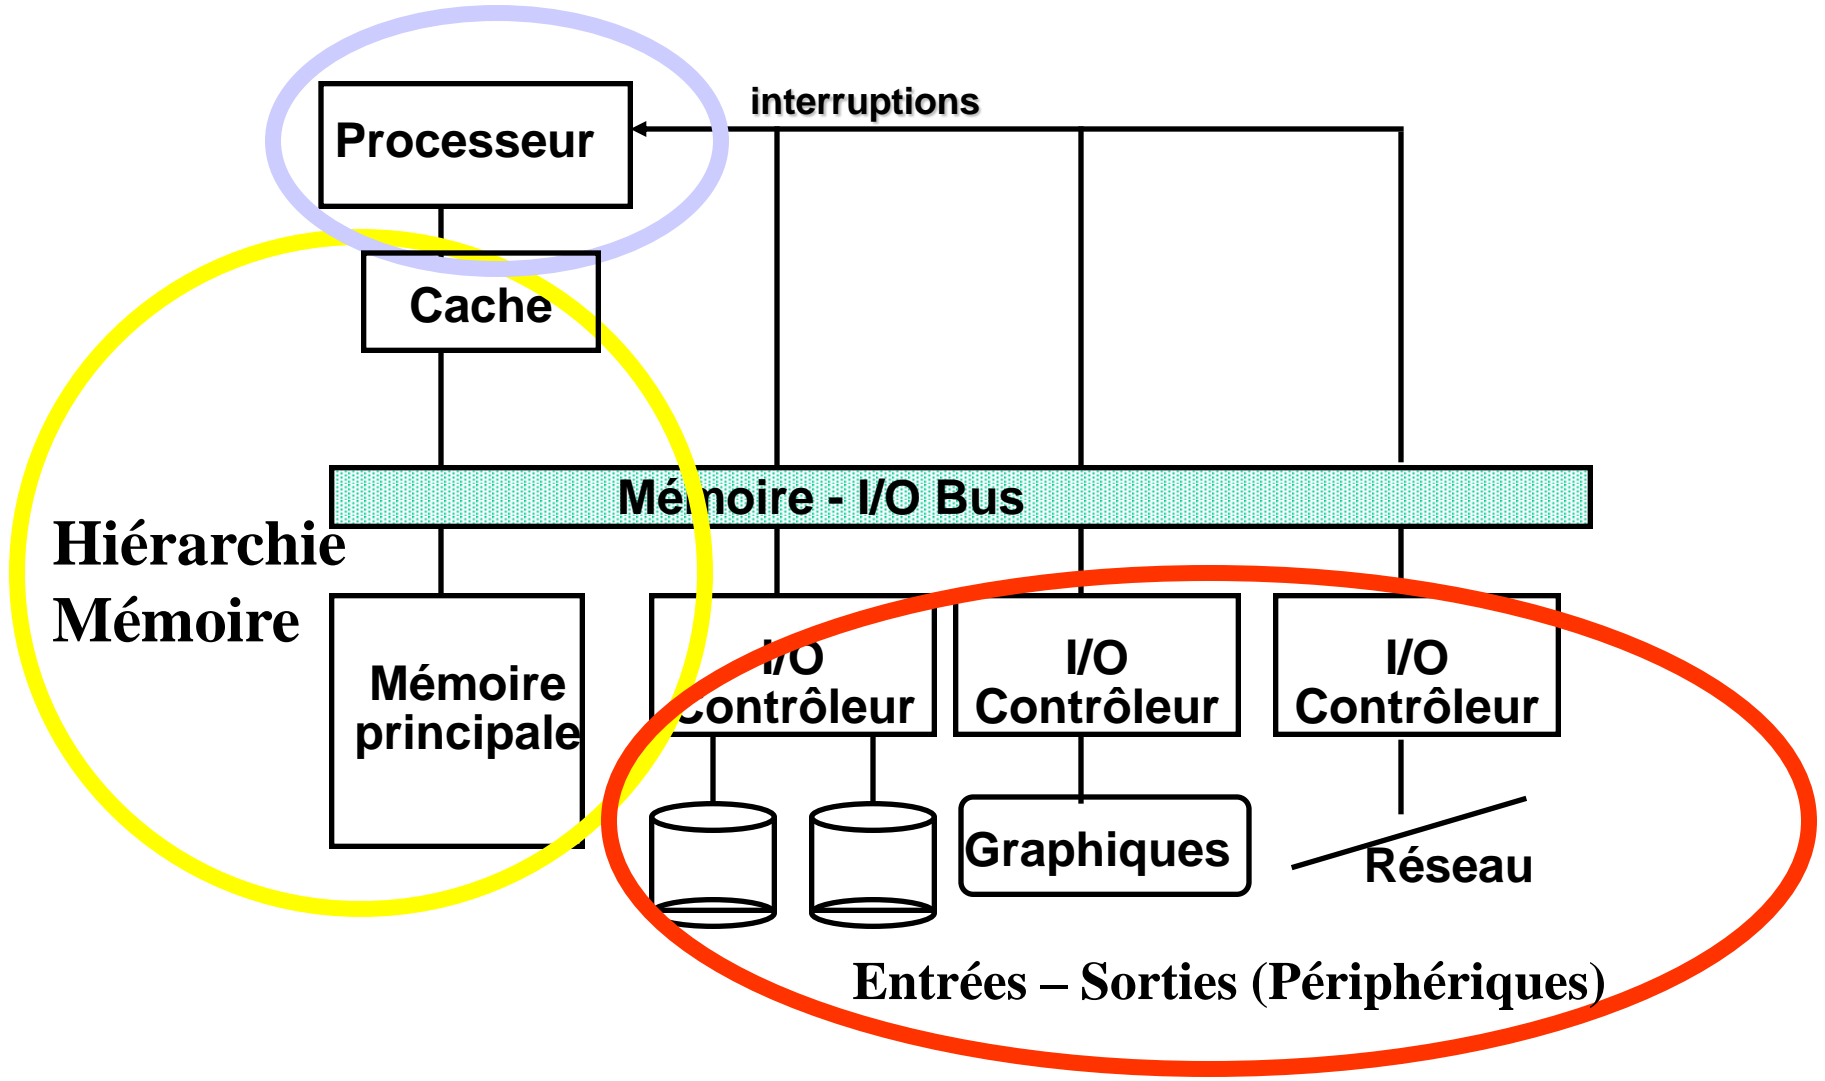 interruptions
Processeur
Cache
Mémoire - I/O Bus
Hiérarchie
Mémoire
Mémoire
principale
I/O
Contrôleur
I/O
Contrôleur
I/O
Contrôleur
Graphiques
Réseau
Entrées – Sorties (Périphériques)